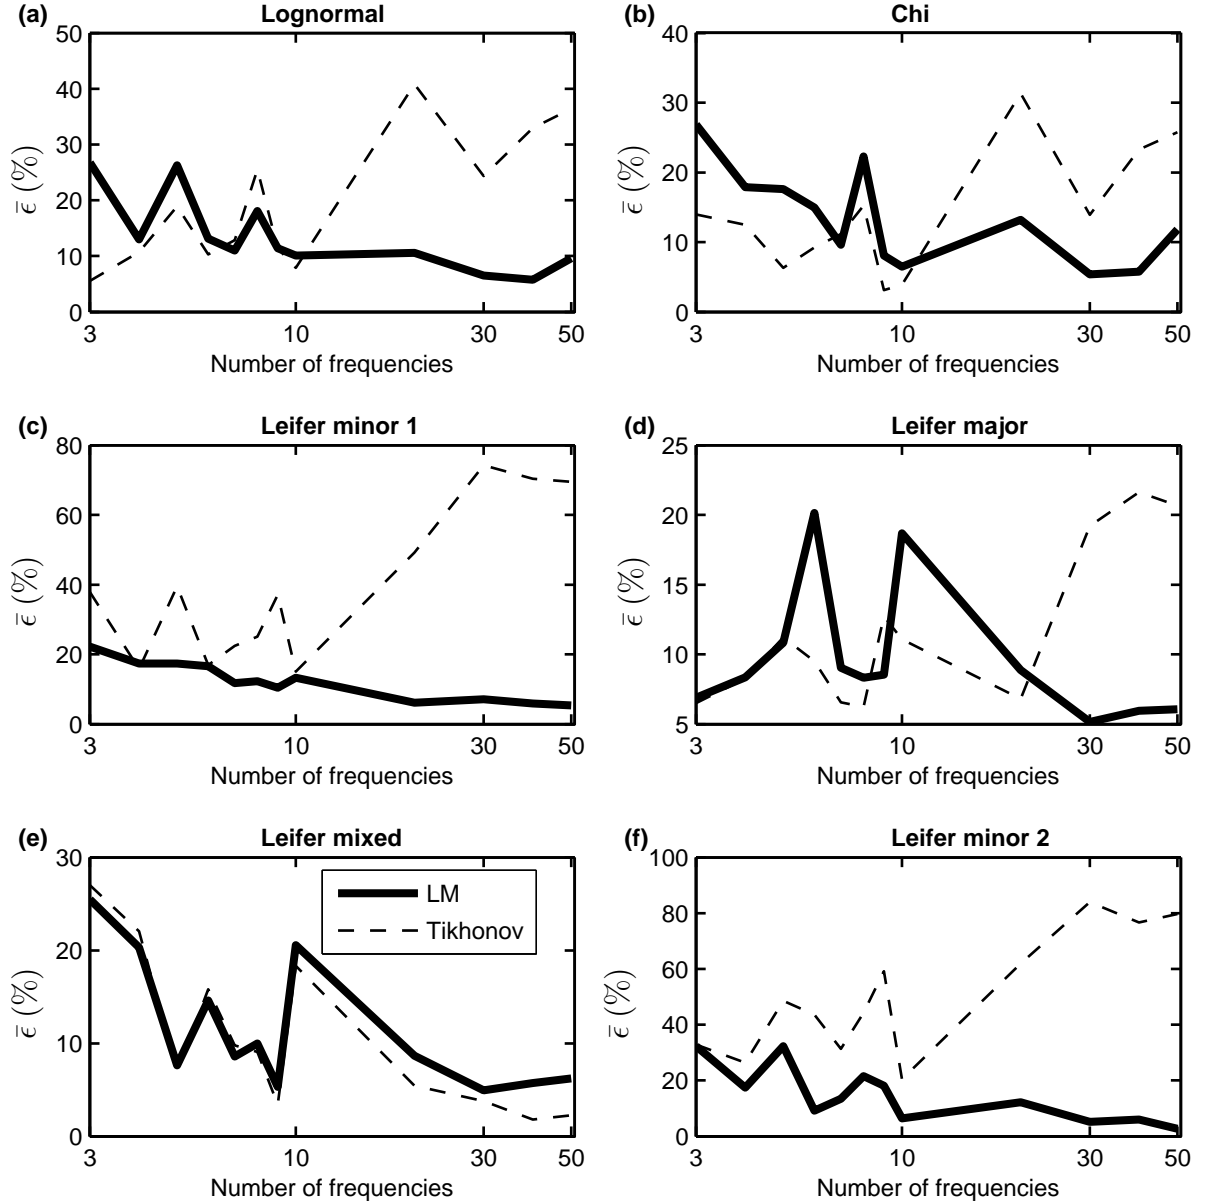 (a) Lognormal
50
40
30
20
10
0
ε̄ (%)
3 10 30 50
Number of frequencies
(b) Chi
40
30
20
10
0
ε̄ (%)
3 10 30 50
Number of frequencies
(c) Leifer minor 1
80
60
40
20
0
ε̄ (%)
3 10 30 50
Number of frequencies
(d) Leifer major
25
20
15
10
5
ε̄ (%)
3 10 30 50
Number of frequencies
(e) Leifer mixed
30
20
10
0
ε̄ (%)
LM
Tikhonov
3 10 30 50
Number of frequencies
(f) Leifer minor 2
100
80
60
40
20
0
ε̄ (%)
3 10 30 50
Number of frequencies